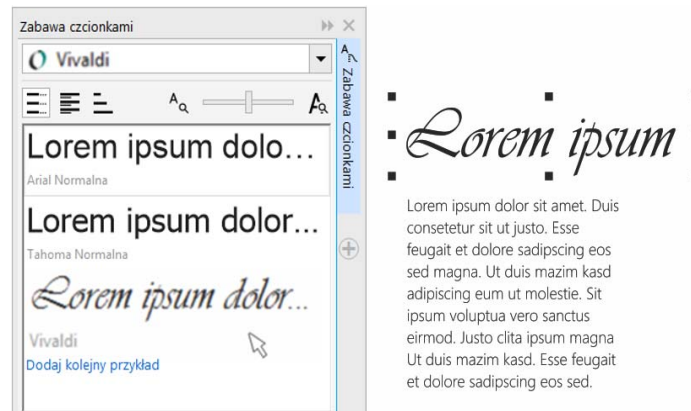 Zabawa czcionkami
Vivaldi
Lorem ipsum dolo...
Arial Normalna
Lorem ipsum dolor...
Tahoma Normalna
Lorem ipsum dolor...
Vivaldi
Dodaj kolejny przykład
Zabawa czcionkami
Lorem ipsum
Lorem ipsum dolor sit amet. Duis
consetetur sit ut justo. Esse
feugait et dolore sadipscing eos
sed magna. Ut duis mazim kasd
adipiscing eum ut molestie. Sit
ipsum voluptua vero sanctus
eirmod. Justo clita ipsum magna
Ut duis mazim kasd. Esse feugait
et dolore sadipscing eos sed.